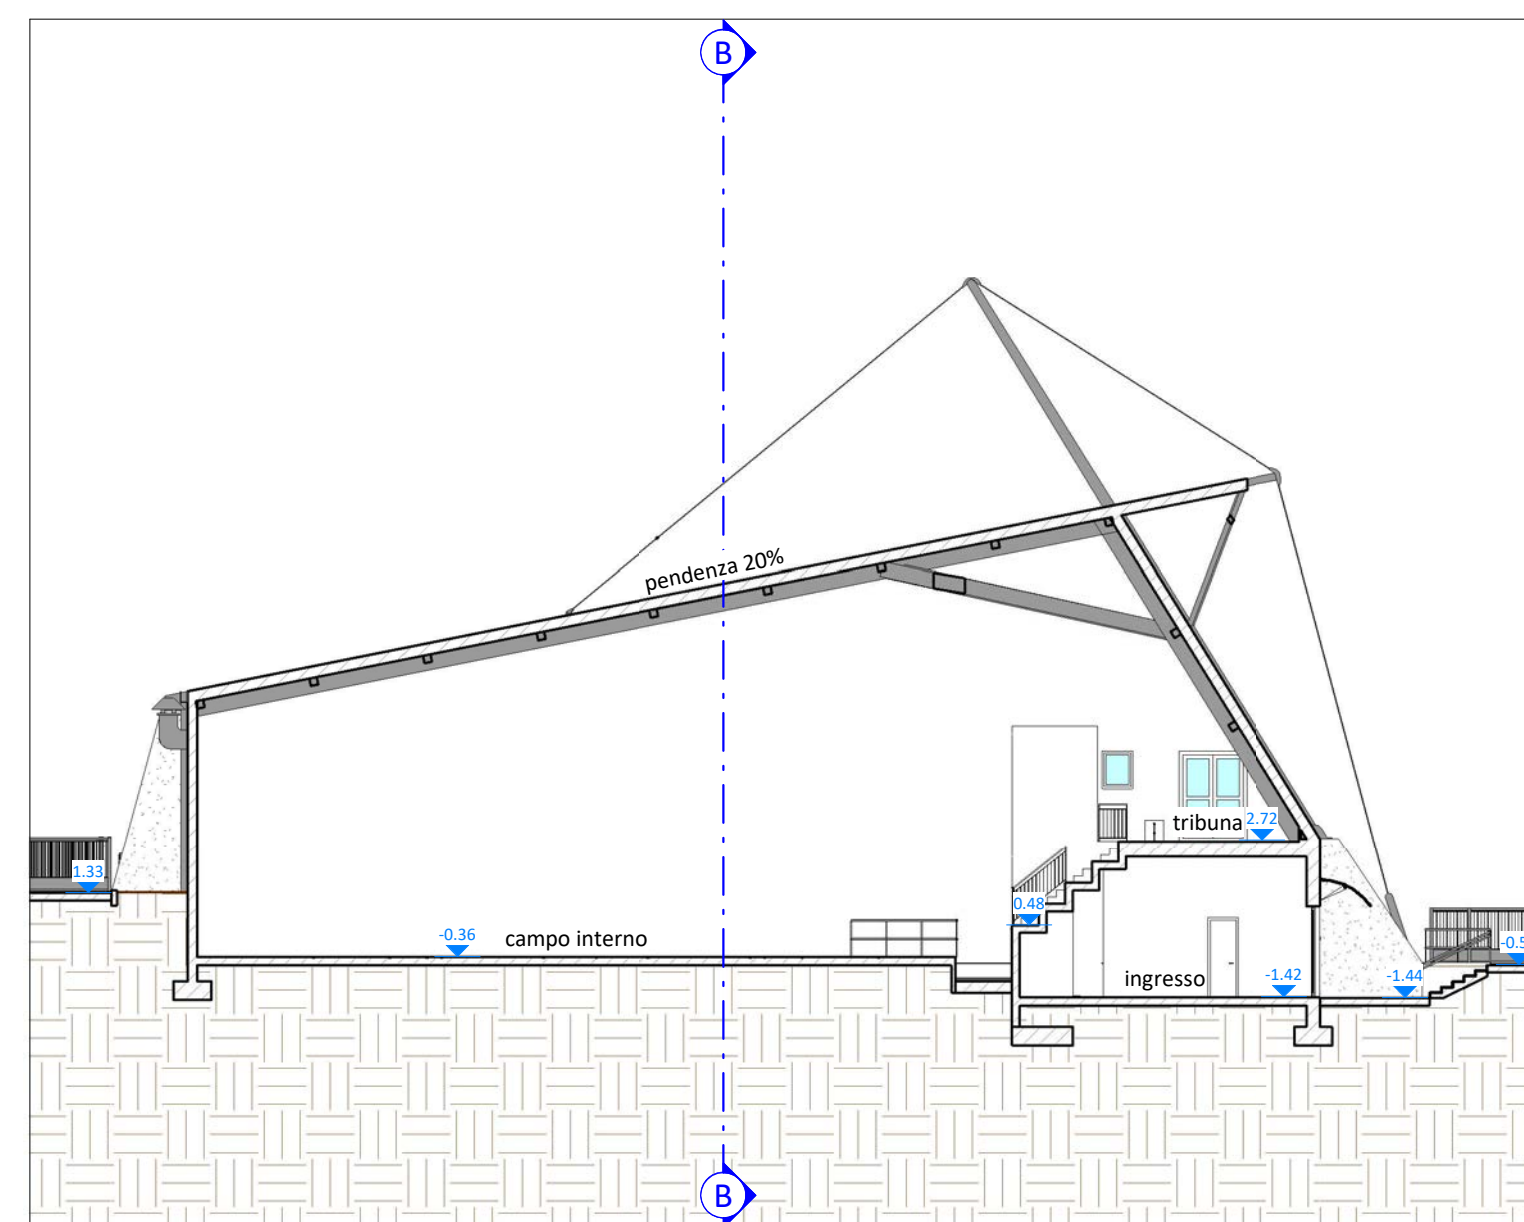 B
pendenza 20%
tribuna 2.72
1.33
0.48
-0.36 campo interno
ingresso -1.42 -1.44
B